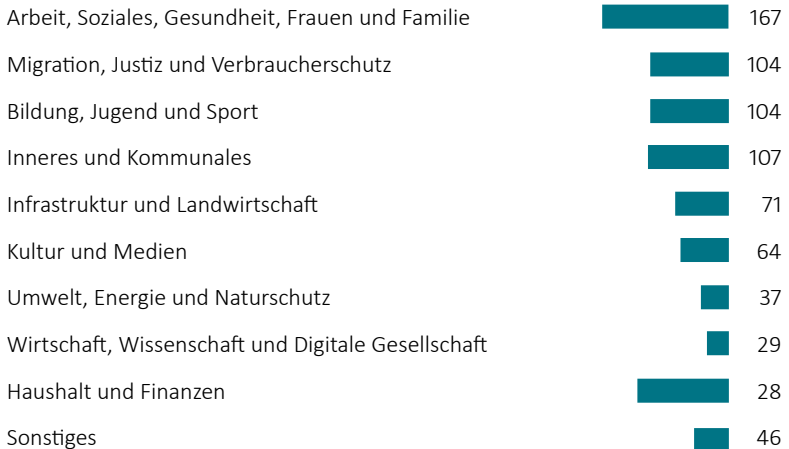 Arbeit, Soziales, Gesundheit, Frauen und Familie 167
Migration, Justiz und Verbraucherschutz 104
Bildung, Jugend und Sport 104
Inneres und Kommunales 107
Infrastruktur und Landwirtschaft 71
Kultur und Medien 64
Umwelt, Energie und Naturschutz 37
Wirtschaft, Wissenschaft und Digitale Gesellschaft 29
Haushalt und Finanzen 28
Sonstiges 46